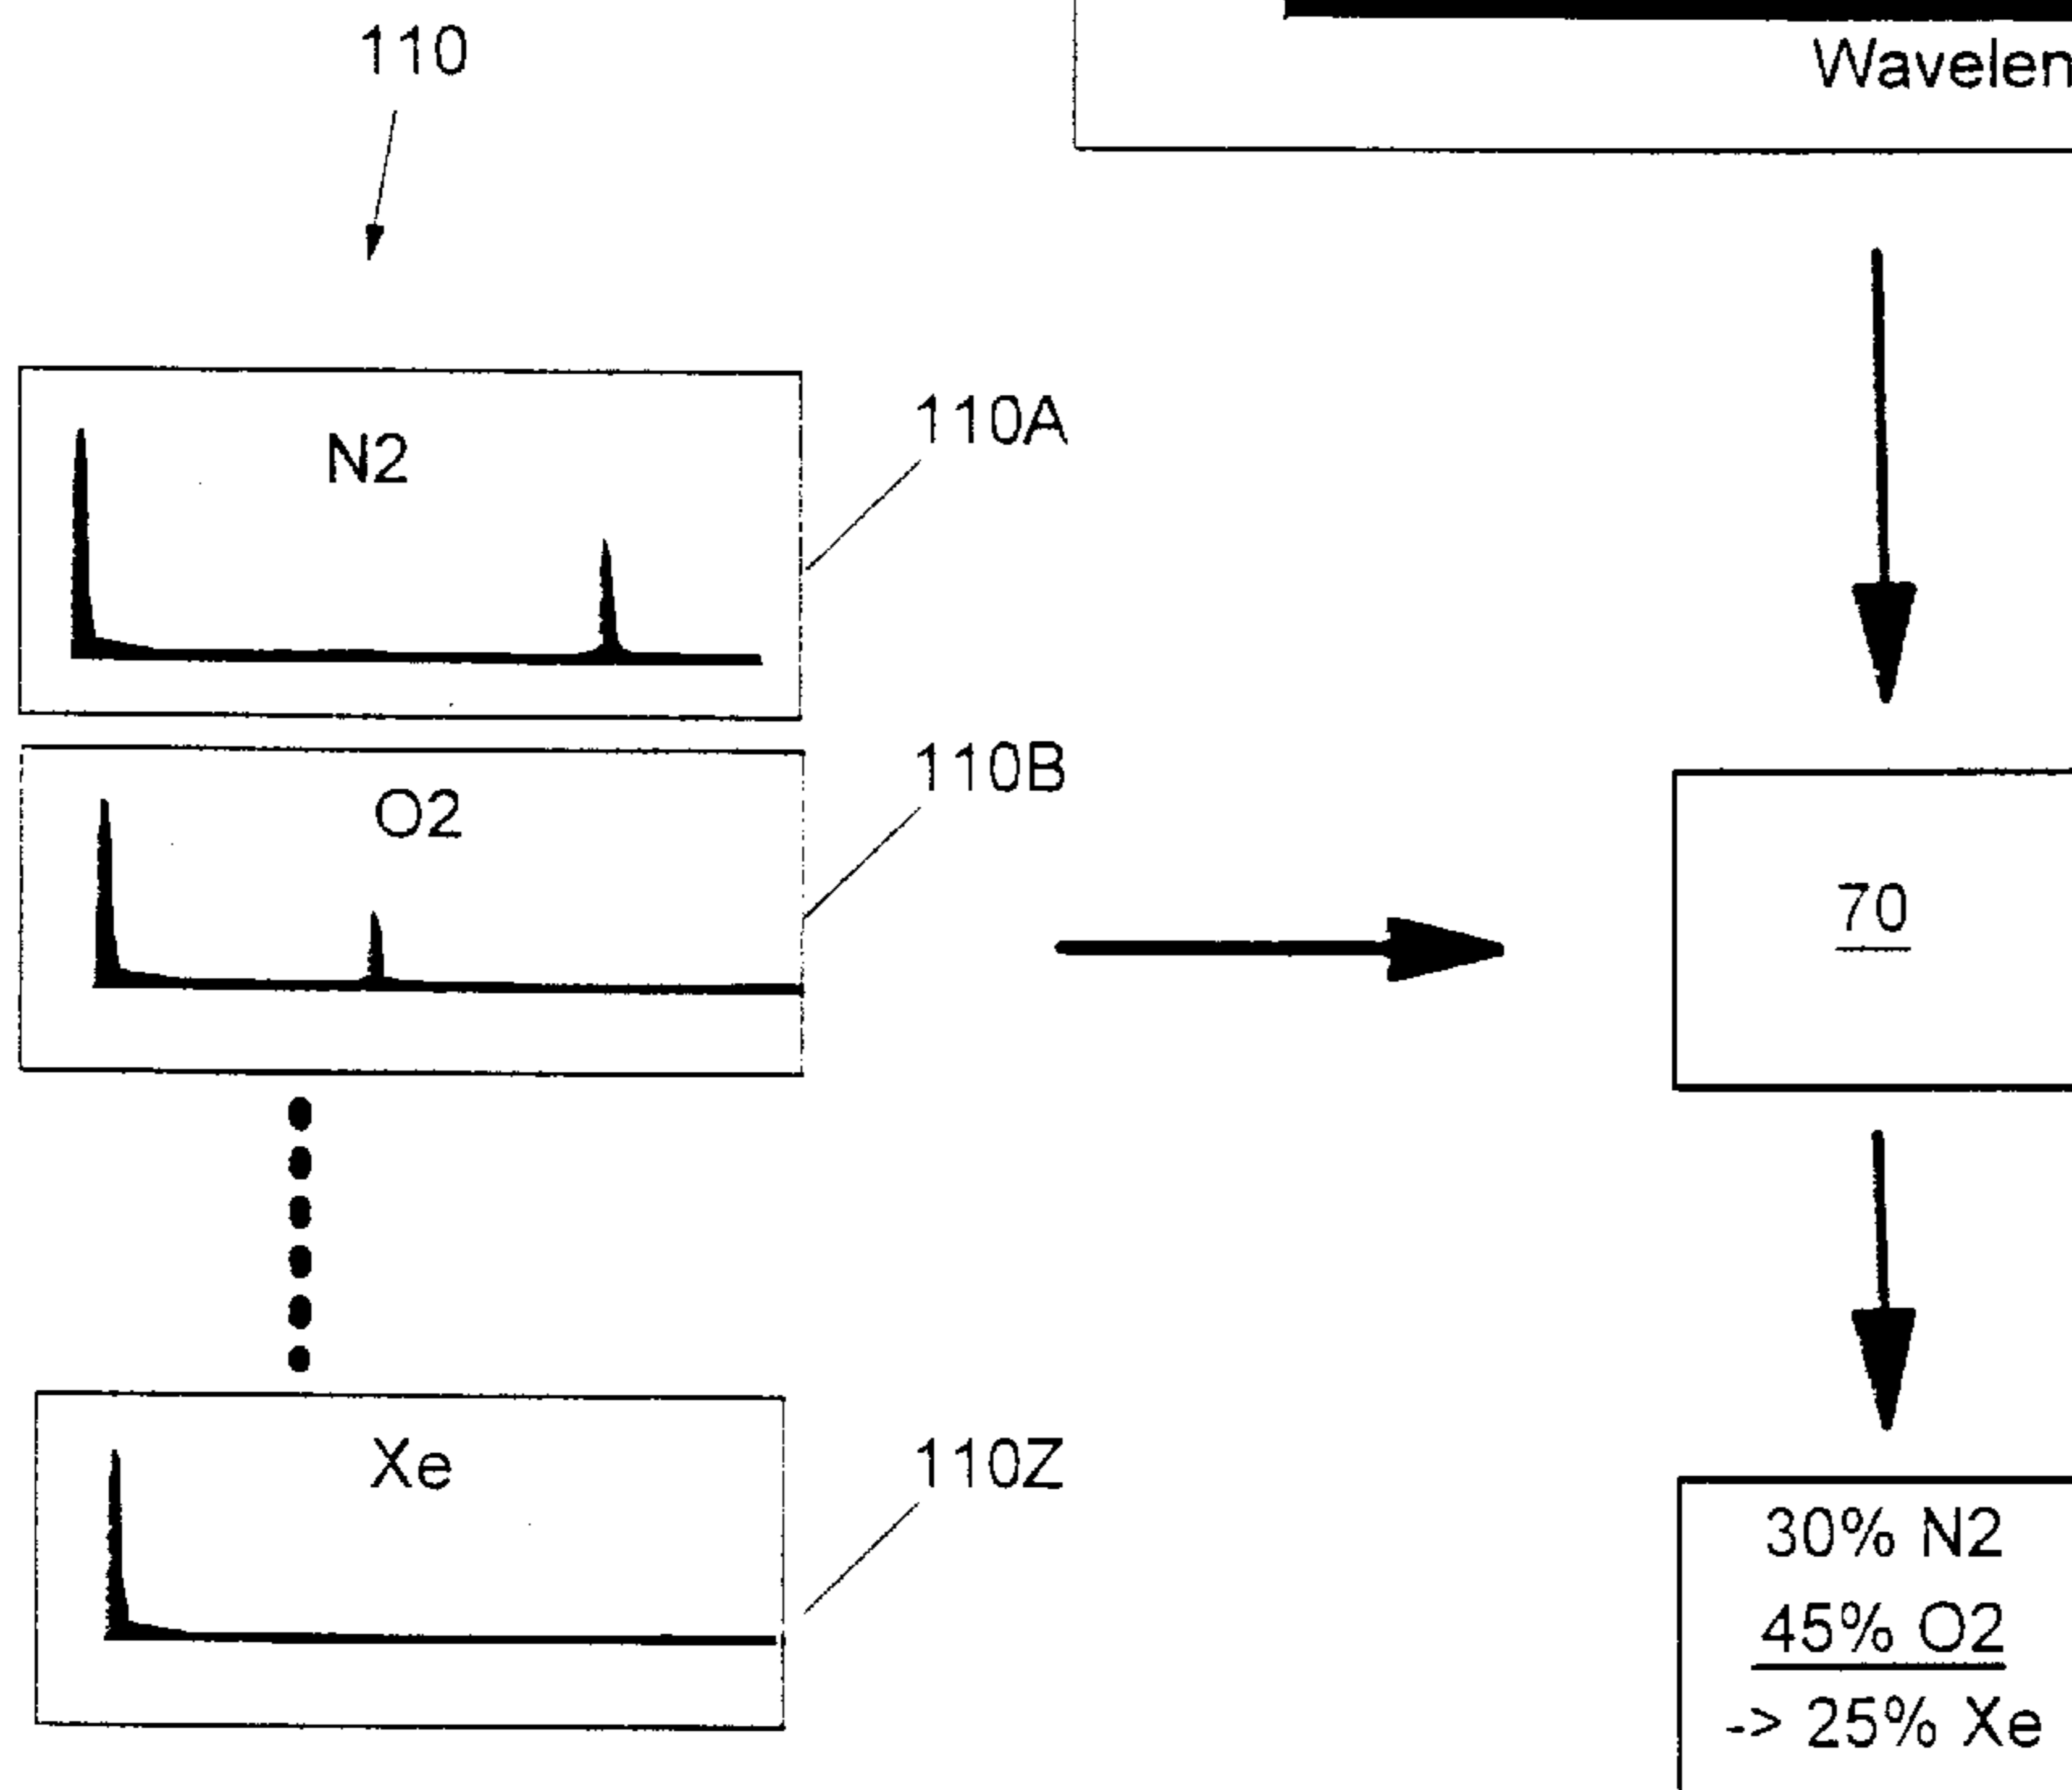 110
Wavelen
N2
110A
O2
110B
70
Xe
110Z
30% N2
45% O2
-> 25% Xe